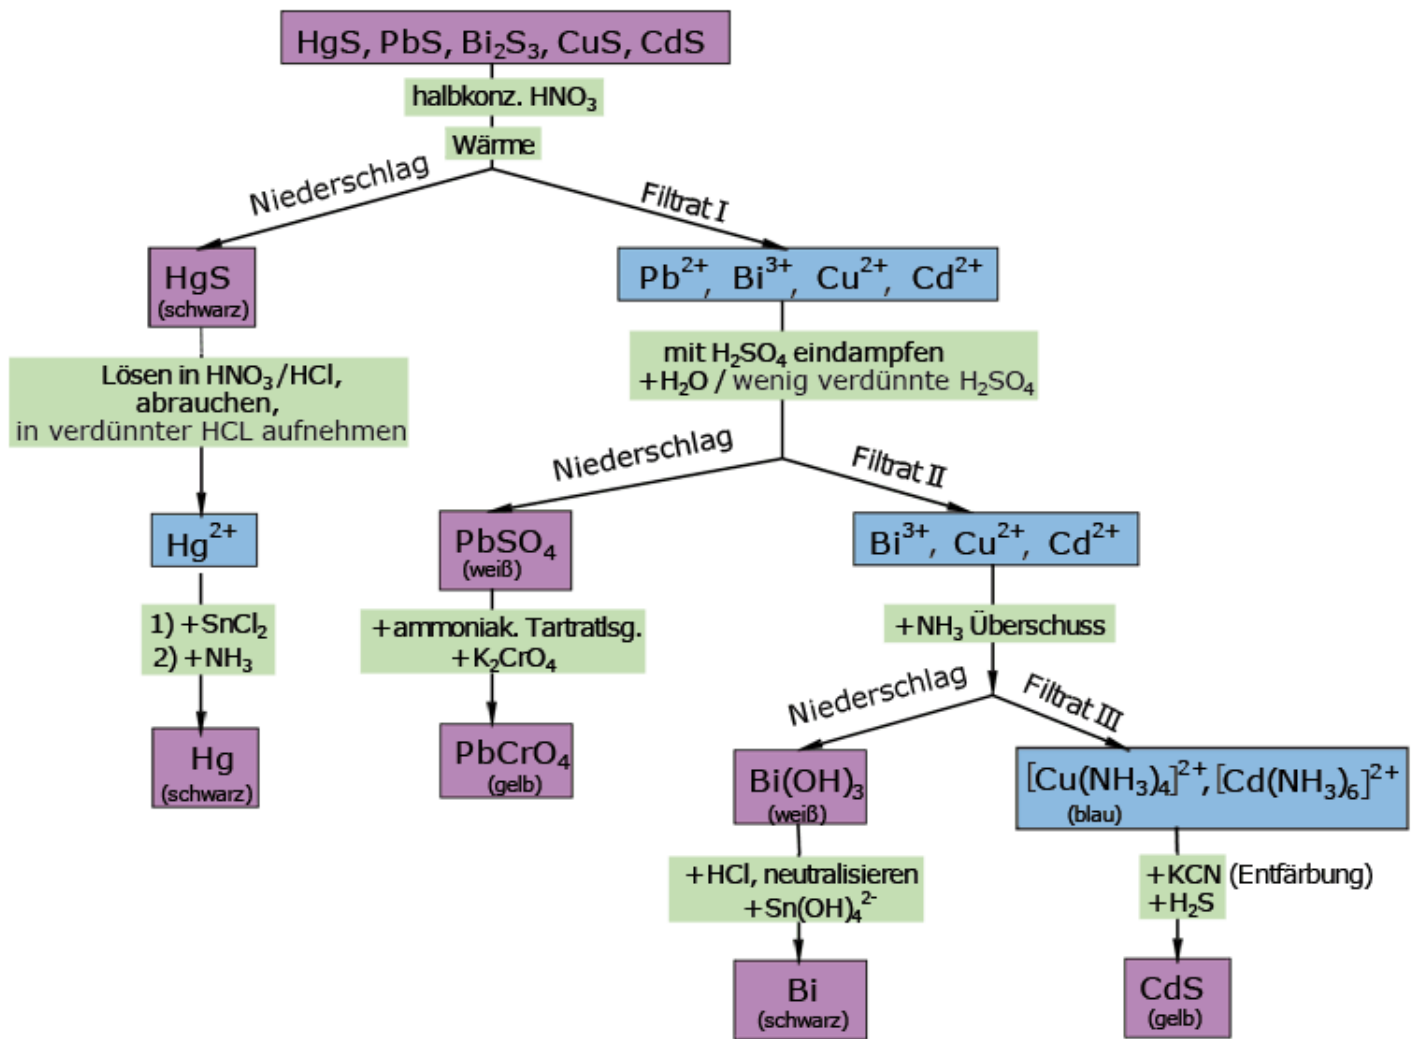 HgS, PbS, Bi₂S₃, CuS, CdS
halbkonz. HNO₃
Wärme
Niederschlag
Filtrat I
HgS
(schwarz)
Pb²⁺, Bi³⁺, Cu²⁺, Cd²⁺
Lösen in HNO₃/HCl,
abrauchen,
in verdünnter HCL aufnehmen
mit H₂SO₄ eindampfen
+H₂O / wenig verdünnte H₂SO₄
Niederschlag
Filtrat II
Hg²⁺
PbSO₄
(weiß)
Bi³⁺, Cu²⁺, Cd²⁺
1) +SnCl₂
2) +NH₃
+ammoniak. Tartratlsg.
+K₂CrO₄
+NH₃ Überschuss
Niederschlag
Filtrat III
Hg
(schwarz)
PbCrO₄
(gelb)
Bi(OH)₃
(weiß)
[Cu(NH₃)₄]²⁺, [Cd(NH₃)₆]²⁺
(blau)
+HCl, neutralisieren
+Sn(OH)₄²⁻
+KCN (Entfärbung)
+H₂S
Bi
(schwarz)
CdS
(gelb)